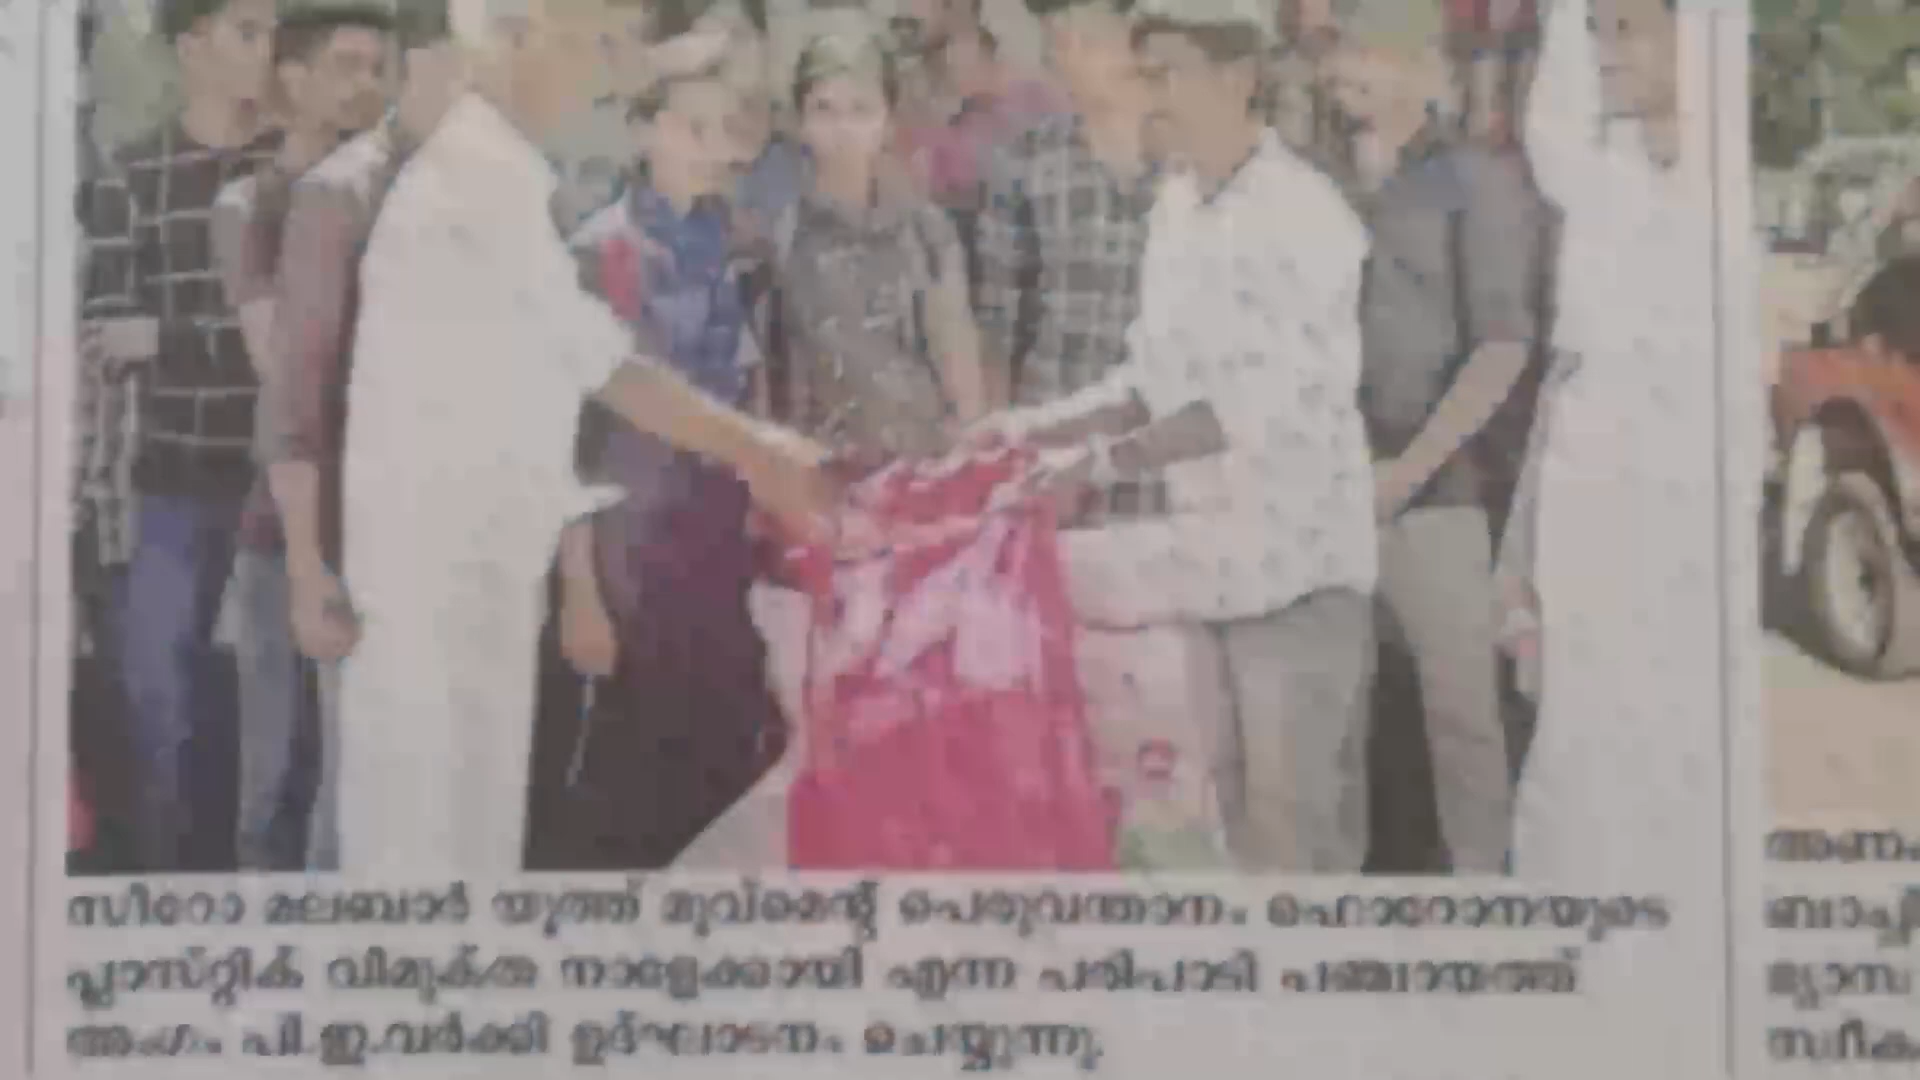 സീറോ മലബാർ യൂത്ത് മൂവ്മെന്റ് പെരുവന്താനം ഫൊറോനയുടെ
പ്ലാസ്റ്റിക് വിമുക്ത നാളേക്കായി എന്ന പരിപാടി പഞ്ചായത്ത്
അംഗം പി.ഇ.വർക്കി ഉദ്ഘാടനം ചെയ്യുന്നു.